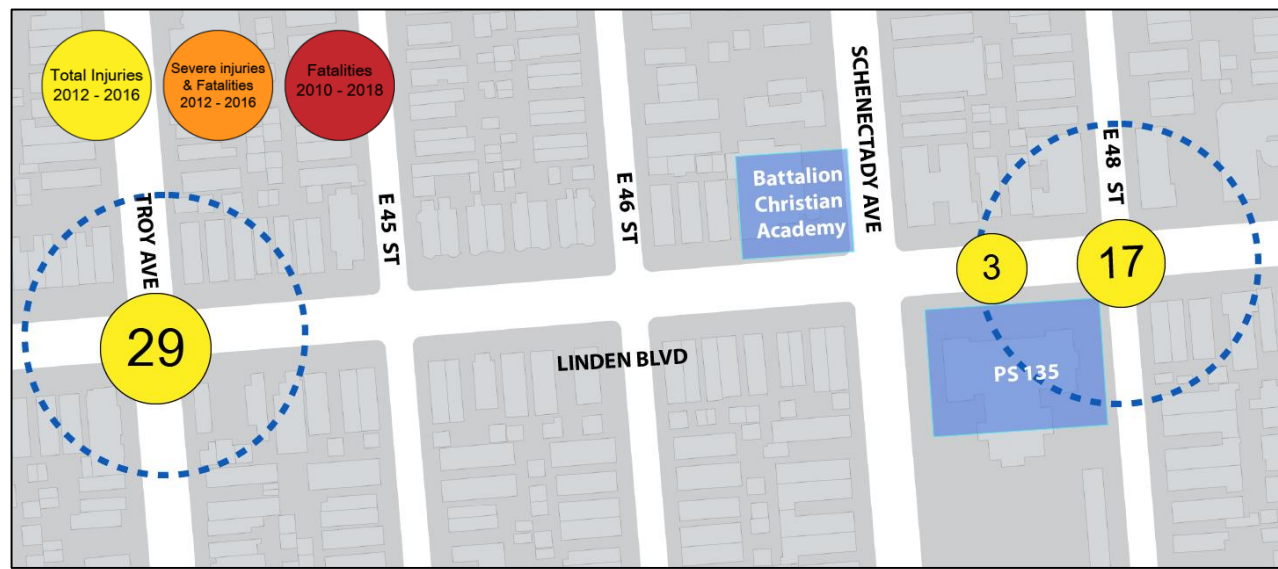 Total Injuries
2012 - 2016
Severe injuries
& Fatalities
2012 - 2016
Fatalities
2010 - 2018
TROY AVE
E 45 ST
E 46 ST
SCHENECTADY AVE
E 48 ST
Battalion
Christian
Academy
29
3
17
LINDEN BLVD
PS 135